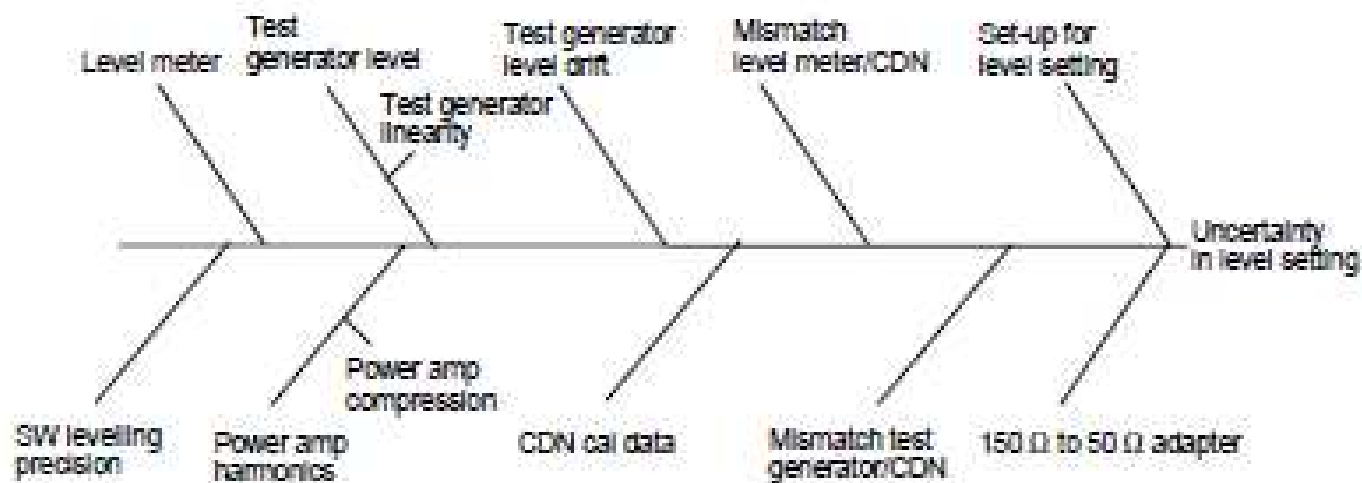 Level meter
Test
generator level
Test generator
linearity
Test generator
level drift
Mismatch
level meter/CDN
Set-up for
level setting
Uncertainty
in level setting
SW levelling
precision
Power amp
harmonics
Power amp
compression
CDN cal data
Mismatch test
generator/CDN
150 Ω to 50 Ω adapter